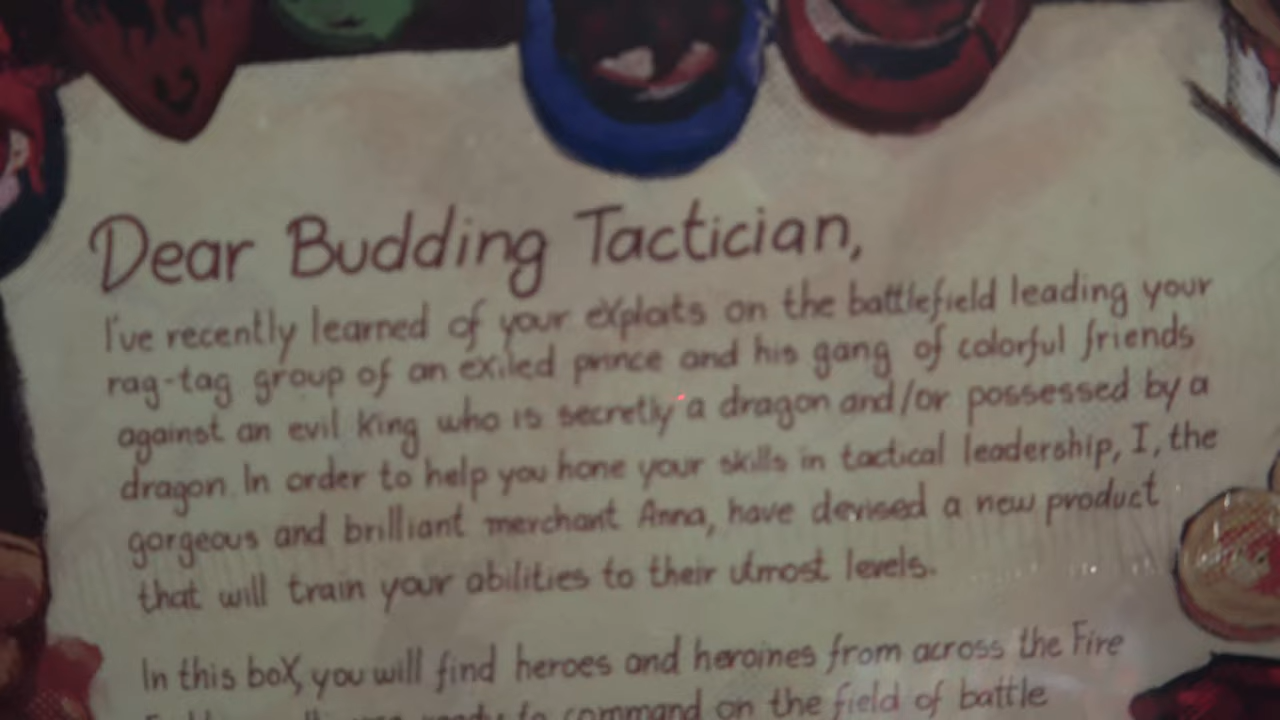 Dear Budding Tactician,
I've recently learned of your exploits on the battlefield leading your
rag-tag group of an exiled prince and his gang of colorful friends
against an evil king who is secretly a dragon and/or possessed by a
dragon. In order to help you hone your skills in tactical leadership, I, the
gorgeous and brilliant merchant Anna, have devised a new product
that will train your abilities to their utmost levels.
In this box, you will find heroes and heroines from across the Fire
ready to command on the field of battle